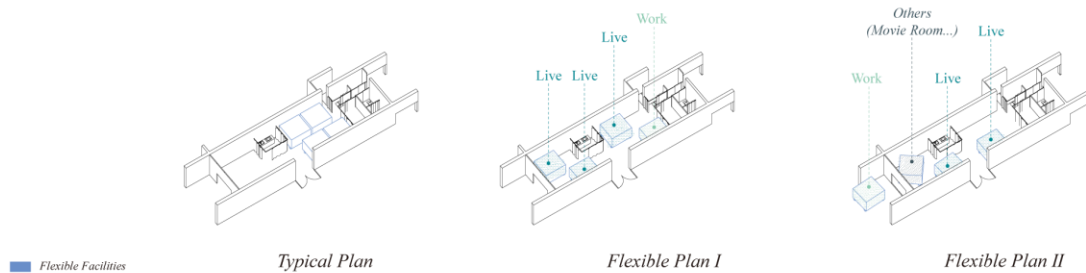 Others
(Movie Room...)
Work
Live
Live
Live
Live
Work
Live
Live
Flexible Facilities
Typical Plan
Flexible Plan I
Flexible Plan II